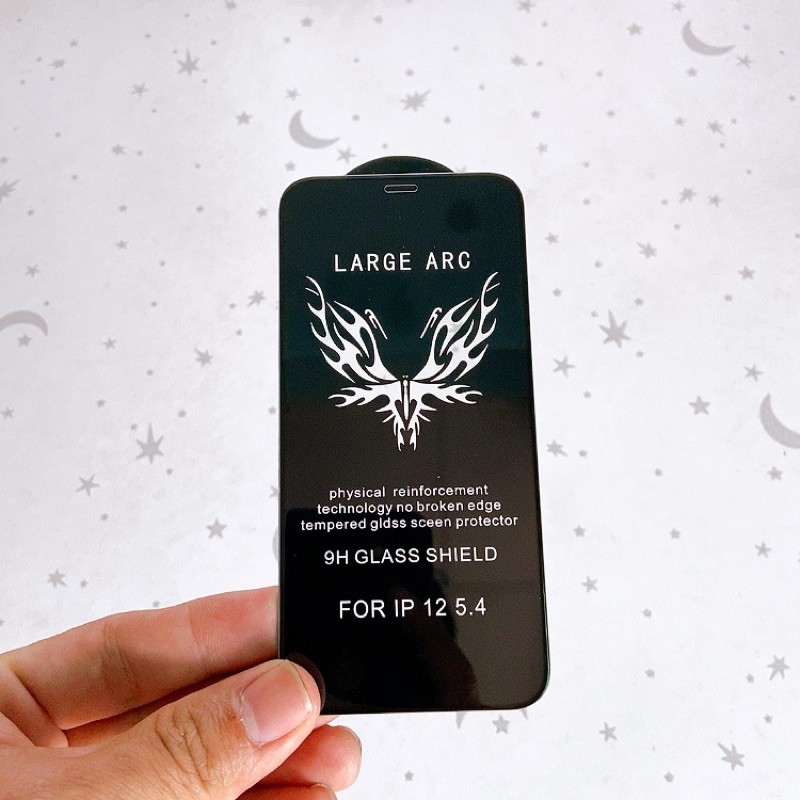 LARGE ARC
physical reinforcement
technology no broken edge
tempered gldss sceen protector
9H GLASS SHIELD
FOR IP 12 5.4